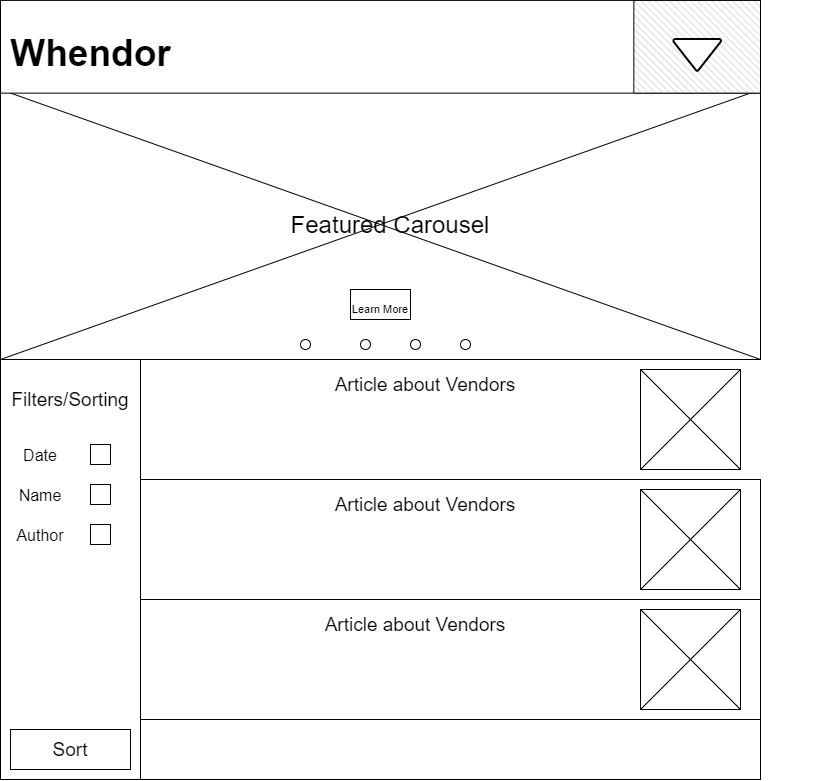 Whendor
Featured Carousel
Learn More
Filters/Sorting
Date
Name
Author
Sort
Article about Vendors
Article about Vendors
Article about Vendors